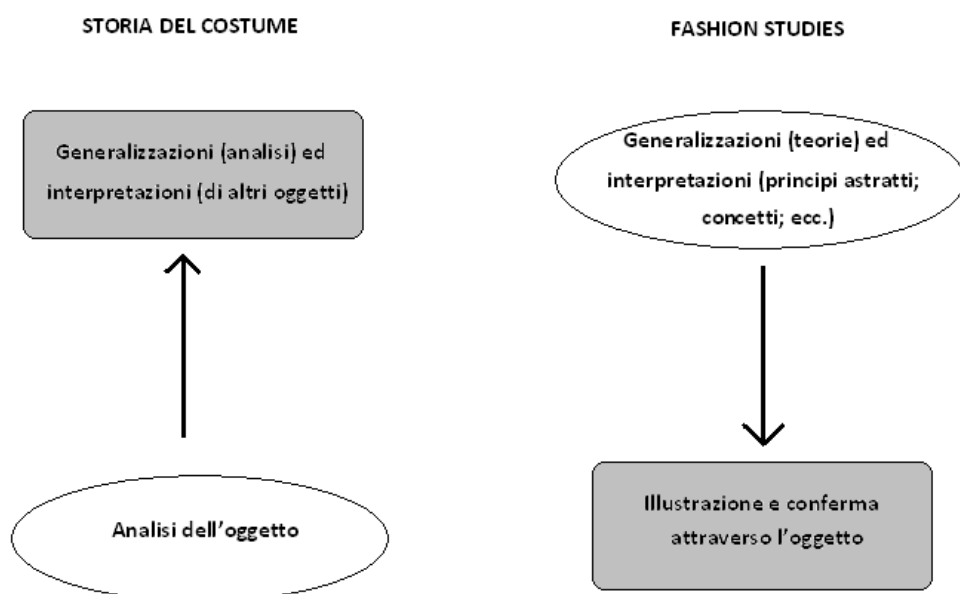 STORIA DEL COSTUME
Generalizzazioni (analisi) ed
interpretazioni (di altri oggetti)
Analisi dell'oggetto
FASHION STUDIES
Generalizzazioni (teorie) ed
interpretazioni (principi astratti;
concetti; ecc.)
Illustrazione e conferma
attraverso l'oggetto